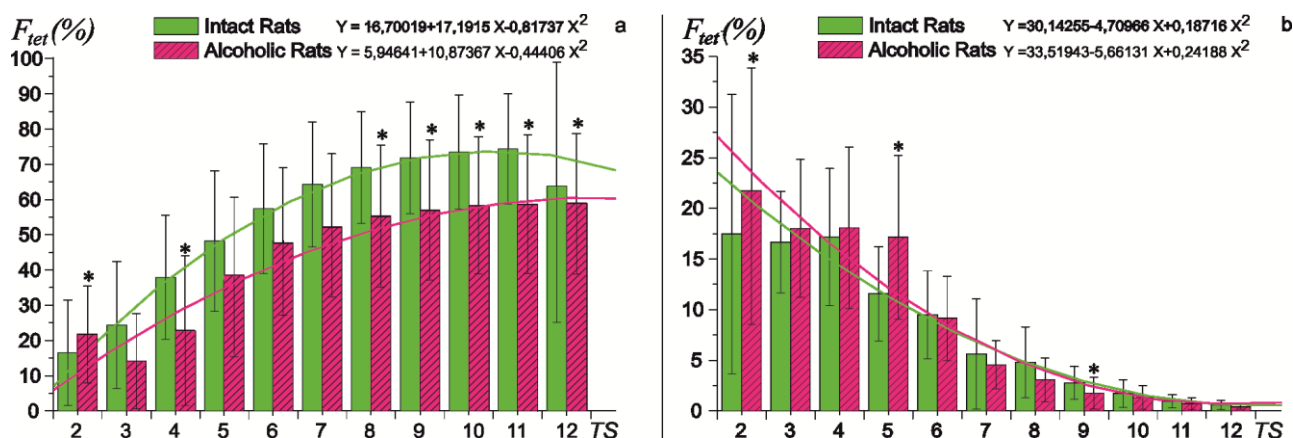 Intact Rats Y = 16,70019+17,1915 X-0,81737 X² a
F_tet(%) Alcoholic Rats Y = 5,94641+10,87367 X-0,44406 X²
100
90
80
70
60
50
40
30
20
10
0
* * * * * * *
2 3 4 5 6 7 8 9 10 11 12 TS
Intact Rats Y =30,14255-4,70966 X+0,18716 X² b
F_tet(%) Alcoholic Rats Y =33,51943-5,66131 X+0,24188 X²
35
30
25
20
15
10
5
0
* * *
2 3 4 5 6 7 8 9 10 11 12 TS